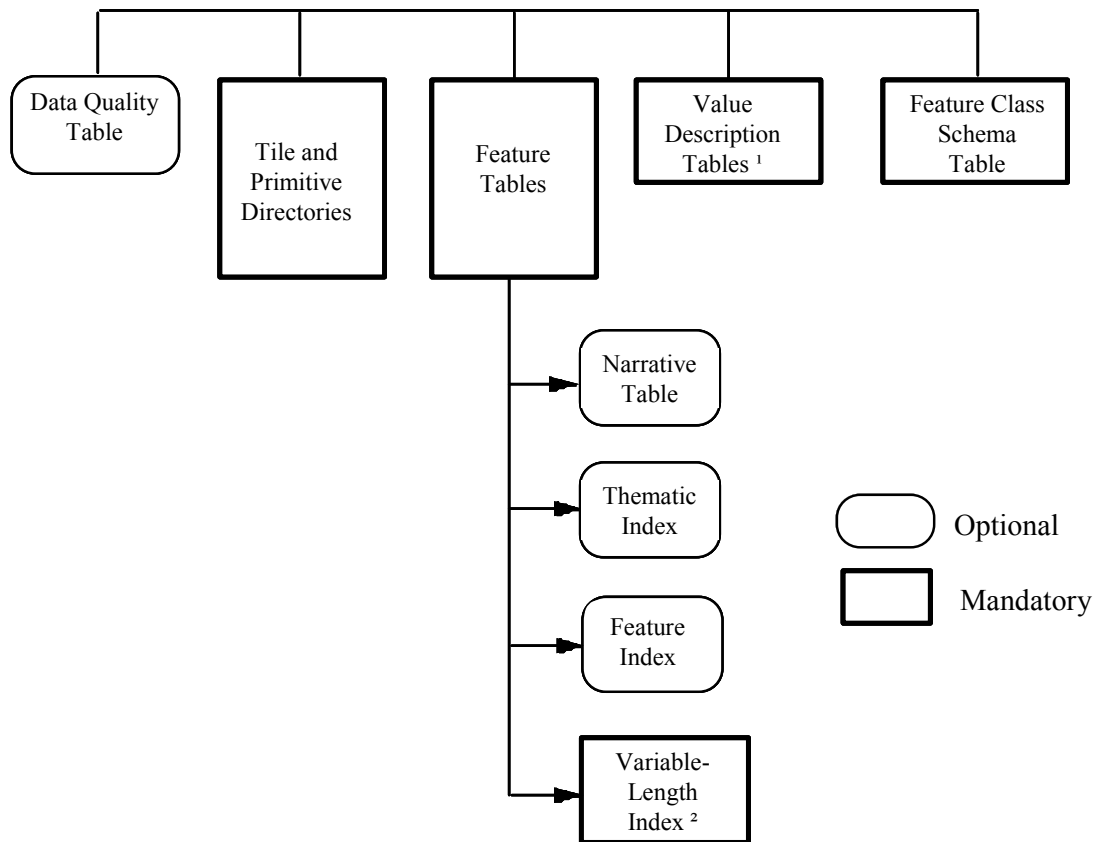 Data Quality
Table
Tile and
Primitive
Directories
Feature
Tables
Value
Description
Tables ¹
Feature Class
Schema
Table
Narrative
Table
Thematic
Index
Feature
Index
Variable-
Length
Index ²
Optional
Mandatory